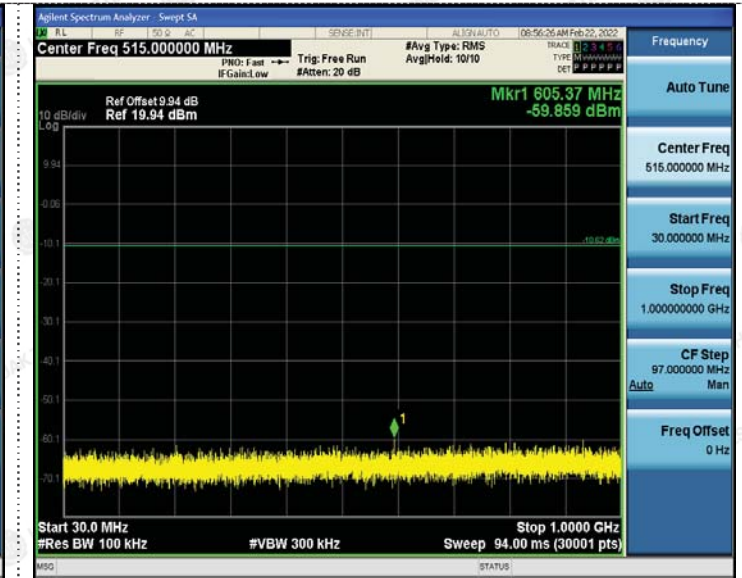 Agilent Spectrum Analyzer - Swept SA
RL RF 50 Ω AC SENSE:INT ALIGN AUTO 08:56:26 AM Feb 22, 2022
Center Freq 515.000000 MHz
PNO: Fast
IFGain:Low
Trig: Free Run
#Atten: 20 dB
#Avg Type: RMS
Avg|Hold: 10/10
TRACE 1 2 3 4 5 6
TYPE M
DET P P P P P P
Frequency
Ref Offset 9.94 dB
10 dB/div Ref 19.94 dBm
Log
Mkr1 605.37 MHz
-59.859 dBm
Auto Tune
9.94
-0.06
-10.1
-20.1
-30.1
-40.1
-50.1
-60.1
-70.1
-10.62 dBm
1
Center Freq
515.000000 MHz
Start Freq
30.000000 MHz
Stop Freq
1.000000000 GHz
CF Step
97.000000 MHz
Auto Man
Freq Offset
0 Hz
Start 30.0 MHz Stop 1.0000 GHz
#Res BW 100 kHz #VBW 300 kHz Sweep 94.00 ms (30001 pts)
MSG STATUS